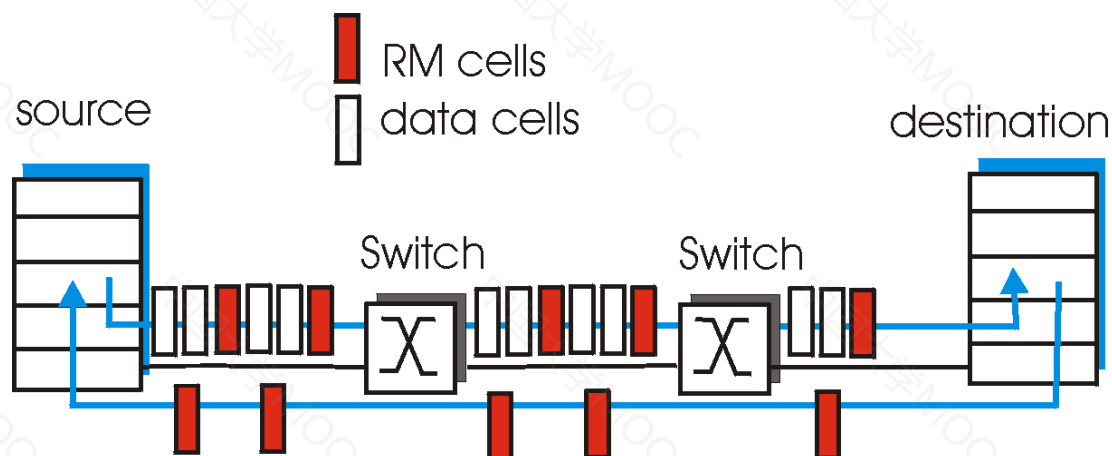 RM cells
data cells
source
destination
Switch
Switch